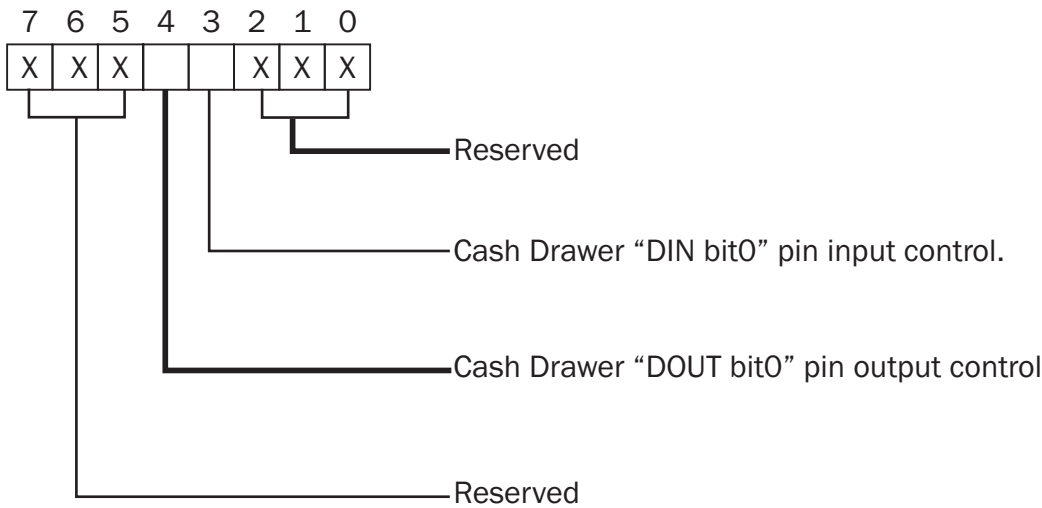 7 6 5 4 3 2 1 0
X X X X X X
Reserved
Cash Drawer “DIN bit0” pin input control.
Cash Drawer “DOUT bit0” pin output control
Reserved